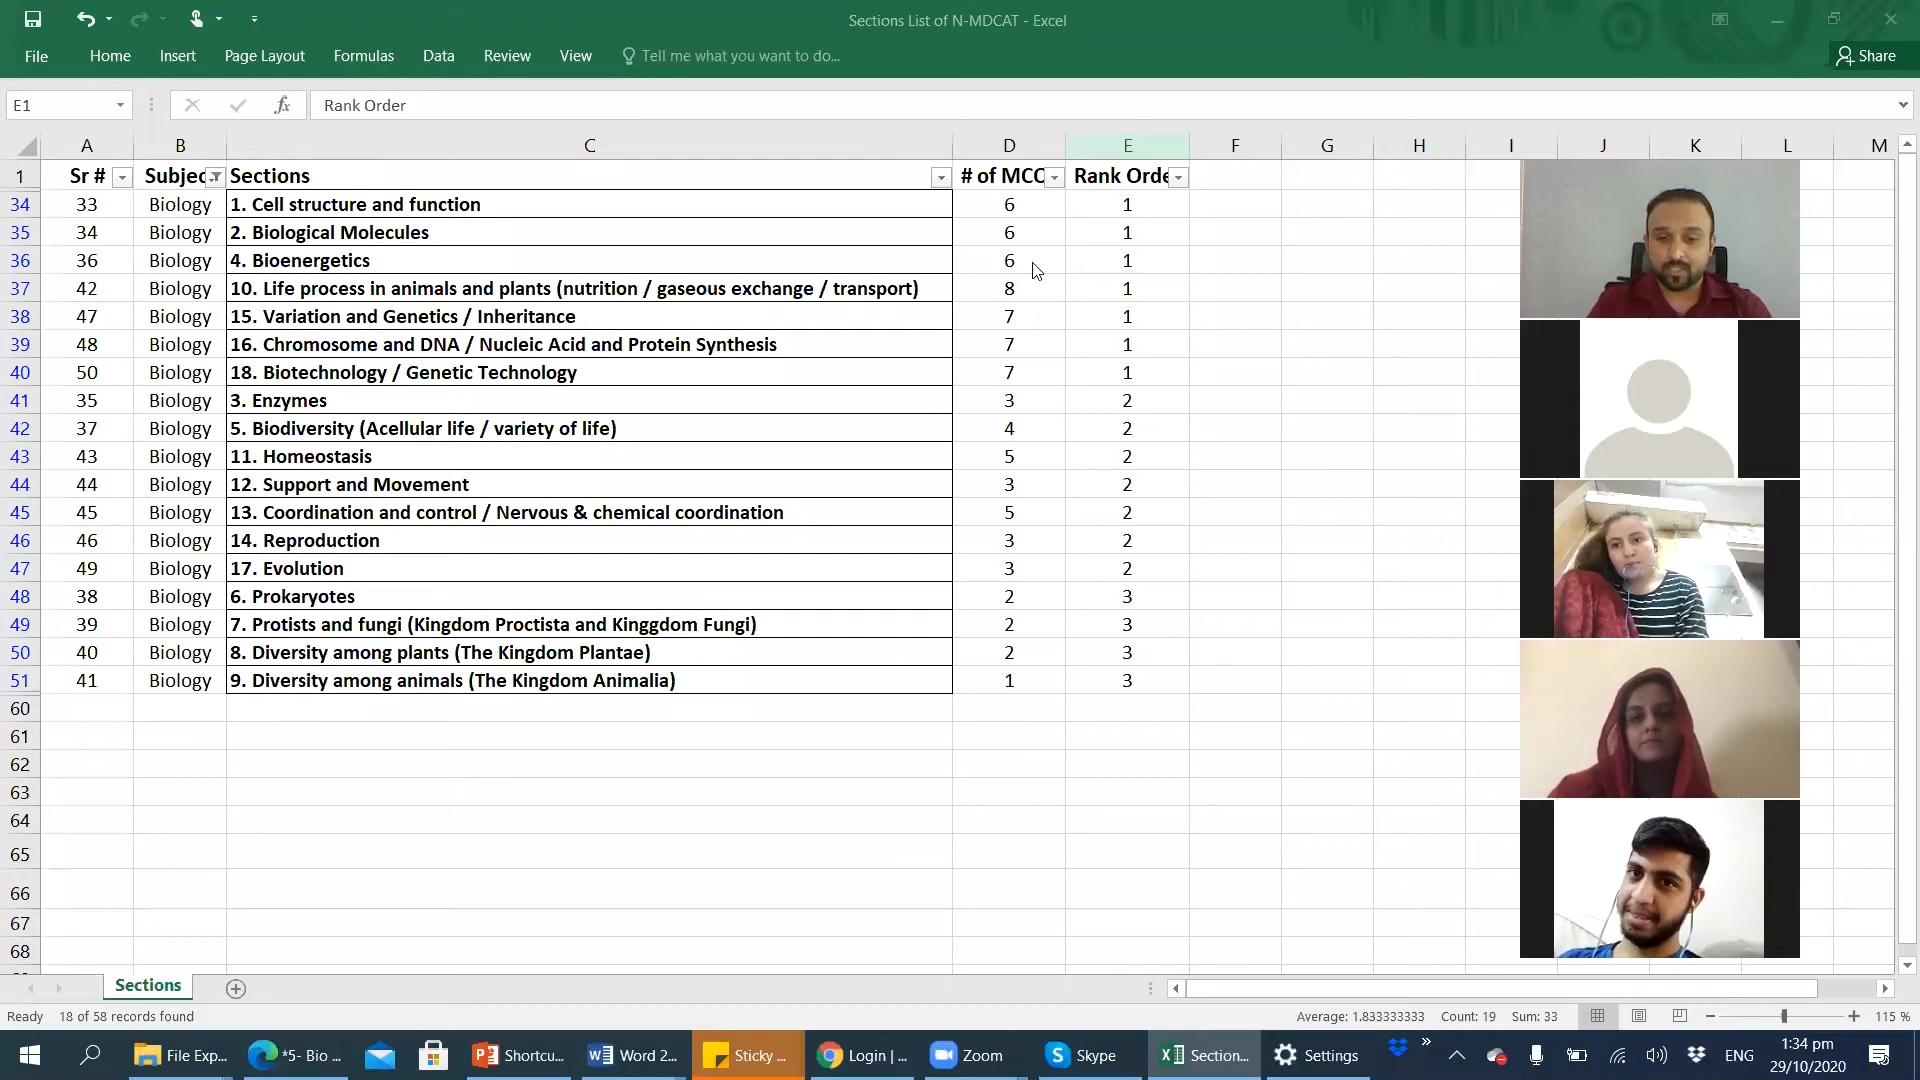 Sections List of N-MDCAT - Excel
File Home Insert Page Layout Formulas Data Review View Tell me what you want to do... Share
E1 fx Rank Order
A B C D E F G H I J K L M
1 Sr # Subjec Sections # of MCC Rank Orde
34 33 Biology 1. Cell structure and function 6 1
35 34 Biology 2. Biological Molecules 6 1
36 36 Biology 4. Bioenergetics 6 1
37 42 Biology 10. Life process in animals and plants (nutrition / gaseous exchange / transport) 8 1
38 47 Biology 15. Variation and Genetics / Inheritance 7 1
39 48 Biology 16. Chromosome and DNA / Nucleic Acid and Protein Synthesis 7 1
40 50 Biology 18. Biotechnology / Genetic Technology 7 1
41 35 Biology 3. Enzymes 3 2
42 37 Biology 5. Biodiversity (Acellular life / variety of life) 4 2
43 43 Biology 11. Homeostasis 5 2
44 44 Biology 12. Support and Movement 3 2
45 45 Biology 13. Coordination and control / Nervous & chemical coordination 5 2
46 46 Biology 14. Reproduction 3 2
47 49 Biology 17. Evolution 3 2
48 38 Biology 6. Prokaryotes 2 3
49 39 Biology 7. Protists and fungi (Kingdom Proctista and Kinggdom Fungi) 2 3
50 40 Biology 8. Diversity among plants (The Kingdom Plantae) 2 3
51 41 Biology 9. Diversity among animals (The Kingdom Animalia) 1 3
60
61
62
63
64
65
66
67
68
Sections
Ready 18 of 58 records found Average: 1.833333333 Count: 19 Sum: 33 115 %
File Exp... *5- Bio ... Shortcu... Word 2... Sticky ... Login | ... Zoom Skype Section... Settings ENG 1:34 pm
29/10/2020